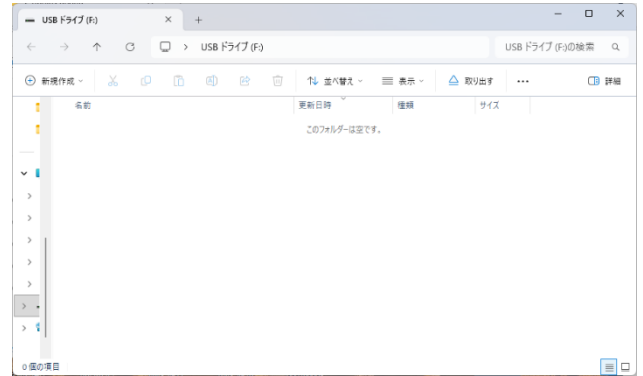 USB ドライブ (F:)
USB ドライブ (F:)
USB ドライブ (F:)の検索
新規作成
並べ替え
表示
取り出す
詳細
名前
更新日時
種類
サイズ
このフォルダーは空です。
0 個の項目